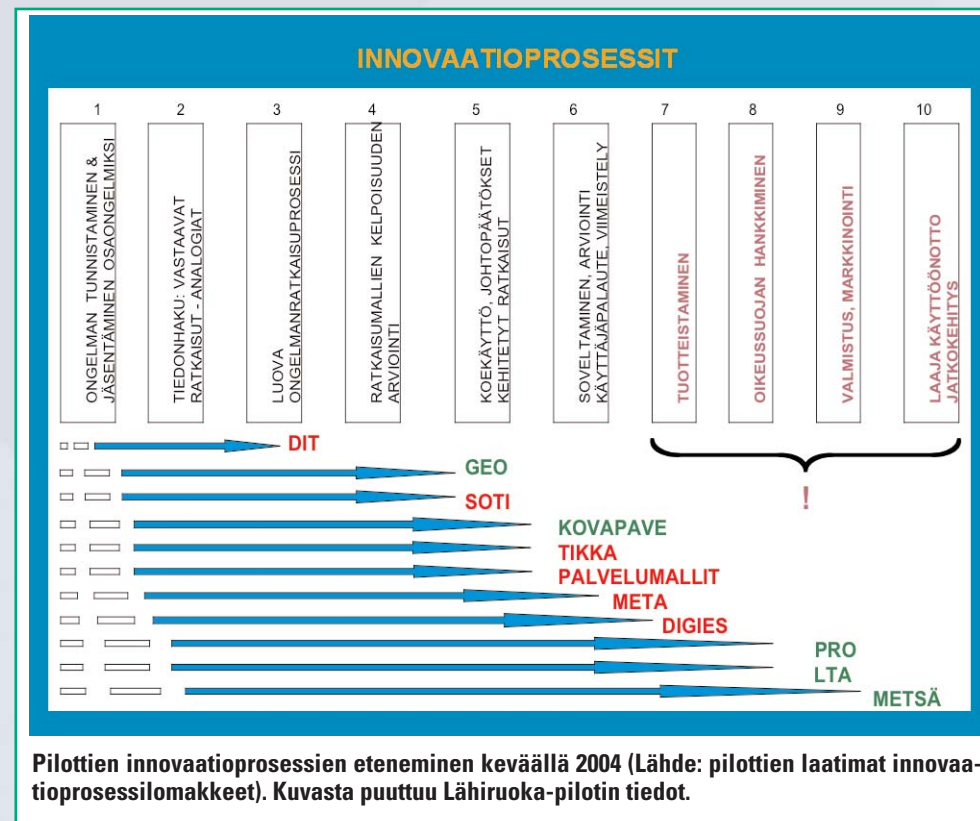 INNOVAATIOPROSESSIT
1 2 3 4 5 6 7 8 9 10
ONGELMAN TUNNISTAMINEN &
JÄSENTÄMINEN OSAONGELMIKSI
TIEDONHAKU: VASTAAVAT
RATKAISUT - ANALOGIAT
LUOVA
ONGELMANRATKAISUPROSESSI
RATKAISUMALLIEN KELPOISUUDEN
ARVIOINTI
KOEKÄYTTÖ, JOHTOPÄÄTÖKSET
KEHITETYT RATKAISUT
SOVELTAMINEN, ARVIOINTI
KÄYTTÄJÄPALAUTE, VIIMEISTELY
TUOTTEISTAMINEN
OIKEUSSUOJAN HANKKIMINEN
VALMISTUS, MARKKINOINTI
LAAJA KÄYTTÖÖNOTTO
JATKOKEHITYS
DIT
GEO
SOTI
!
KOVAPAVE
TIKKA
PALVELUMALLIT
META
DIGIES
PRO
LTA
METSÄ
Pilottien innovaatioprosessien eteneminen keväällä 2004 (Lähde: pilottien laatimat innovaa-
tioprosessilomakkeet). Kuvasta puuttuu Lähiruoka-pilotin tiedot.